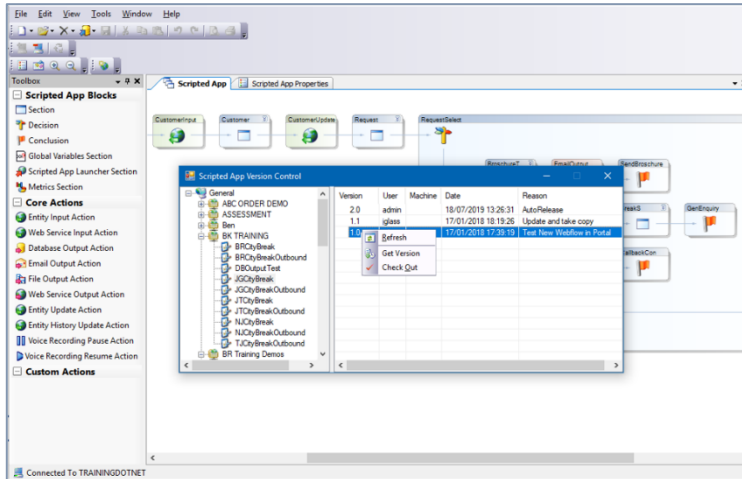 File Edit View Tools Window Help
Toolbox
Scripted App Scripted App Properties
Scripted App Blocks
Section
Decision
Conclusion
Global Variables Section
Scripted App Launcher Section
Metrics Section
Core Actions
Entity Input Action
Web Service Input Action
Database Output Action
Email Output Action
File Output Action
Web Service Output Action
Entity Update Action
Entity History Update Action
Voice Recording Pause Action
Voice Recording Resume Action
Custom Actions
CustomerInput Customer CustomerUpdate Request RequestSelect
BrochureT EmailOutput SendBroschure
GenEnquiry
Scripted App Version Control
General
ABC ORDER DEMO
ASSESSMENT
Ben
BK TRAINING
BRCityBreak
BRCityBreakOutbound
DBOutputTest
JGCityBreak
JGCityBreakOutbound
JTCityBreak
JTCityBreakOutbound
NJCityBreak
NJCityBreakOutbound
TJCityBreakOutbound
BR Training Demos
Version User Machine Date Reason
2.0 admin 18/07/2019 13:26:31 AutoRelease
1.1 iglass 17/01/2018 18:19:26 Update and take copy
1.0 17/01/2018 17:39:19 Test New Webflow in Portal
Refresh
Get Version
Check Out
Connected To TRAININGDOTNET